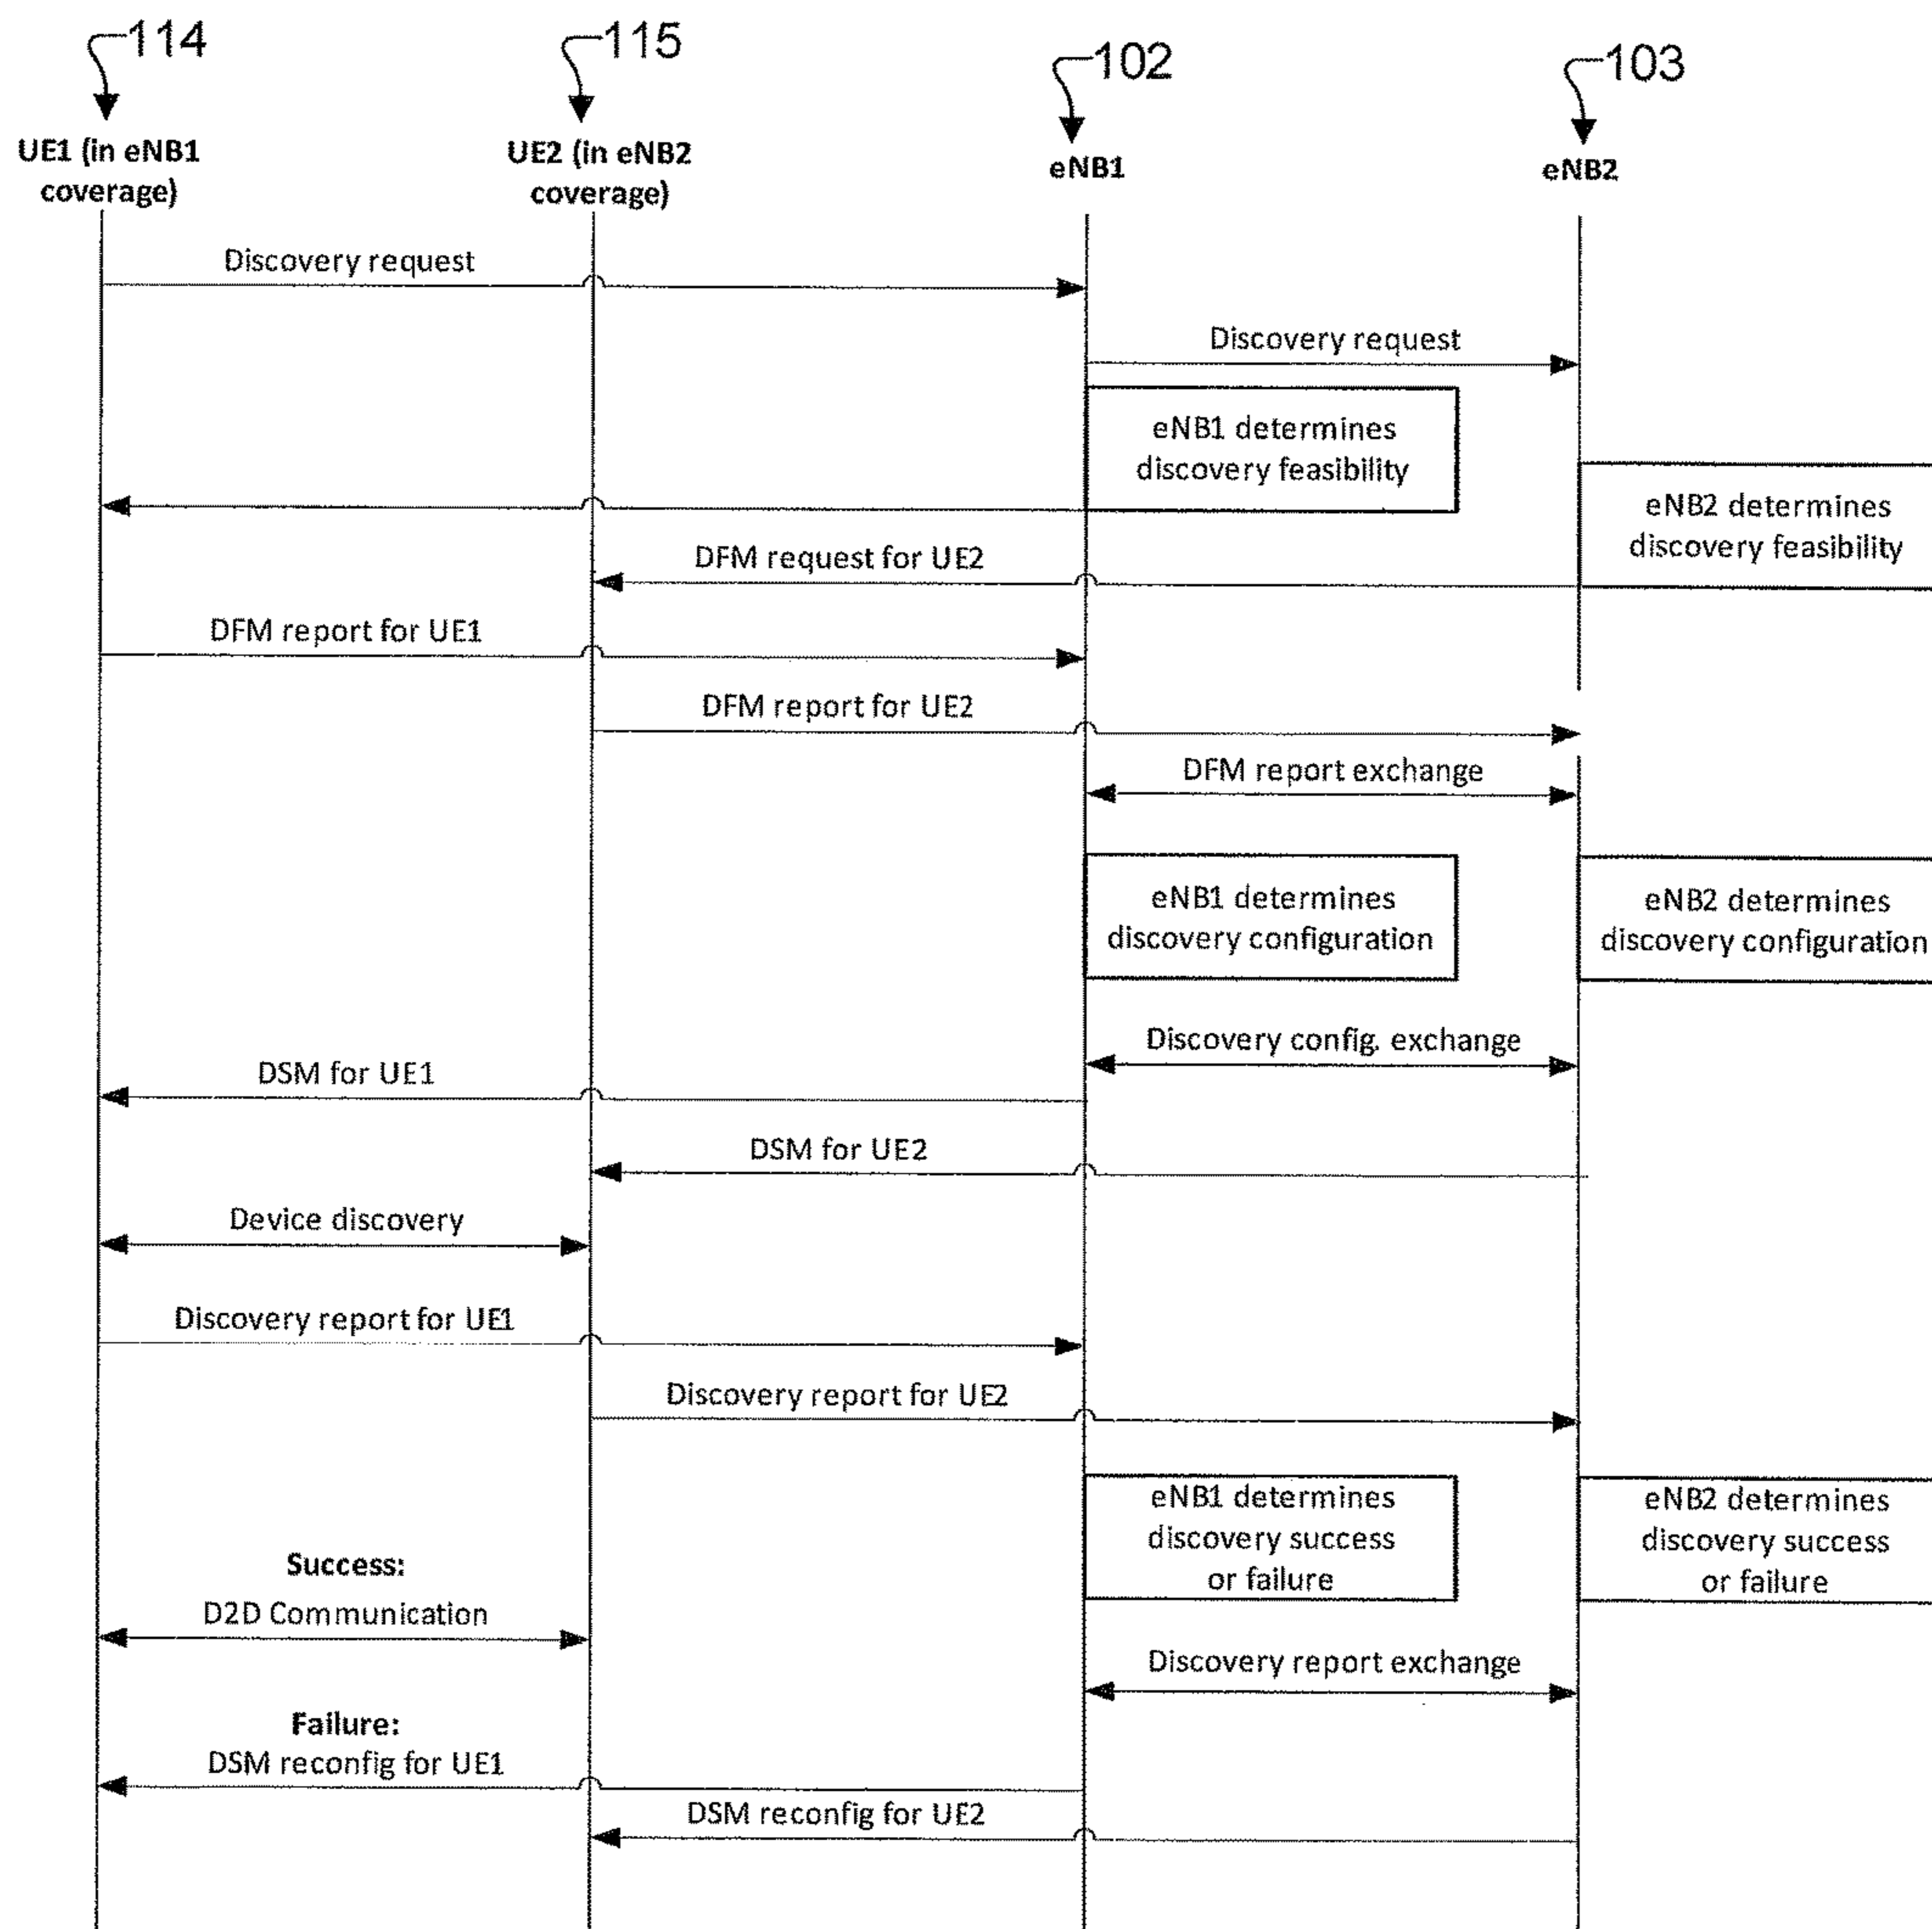 114
115
102
103
UE1 (in eNB1
coverage)
UE2 (in eNB2
coverage)
eNB1
eNB2
Discovery request
Discovery request
eNB1 determines
discovery feasibility
eNB2 determines
discovery feasibility
DFM request for UE2
DFM report for UE1
DFM report for UE2
DFM report exchange
eNB1 determines
discovery configuration
eNB2 determines
discovery configuration
Discovery config. exchange
DSM for UE1
DSM for UE2
Device discovery
Discovery report for UE1
Discovery report for UE2
eNB1 determines
discovery success
or failure
eNB2 determines
discovery success
or failure
Success:
D2D Communication
Discovery report exchange
Failure:
DSM reconfig for UE1
DSM reconfig for UE2